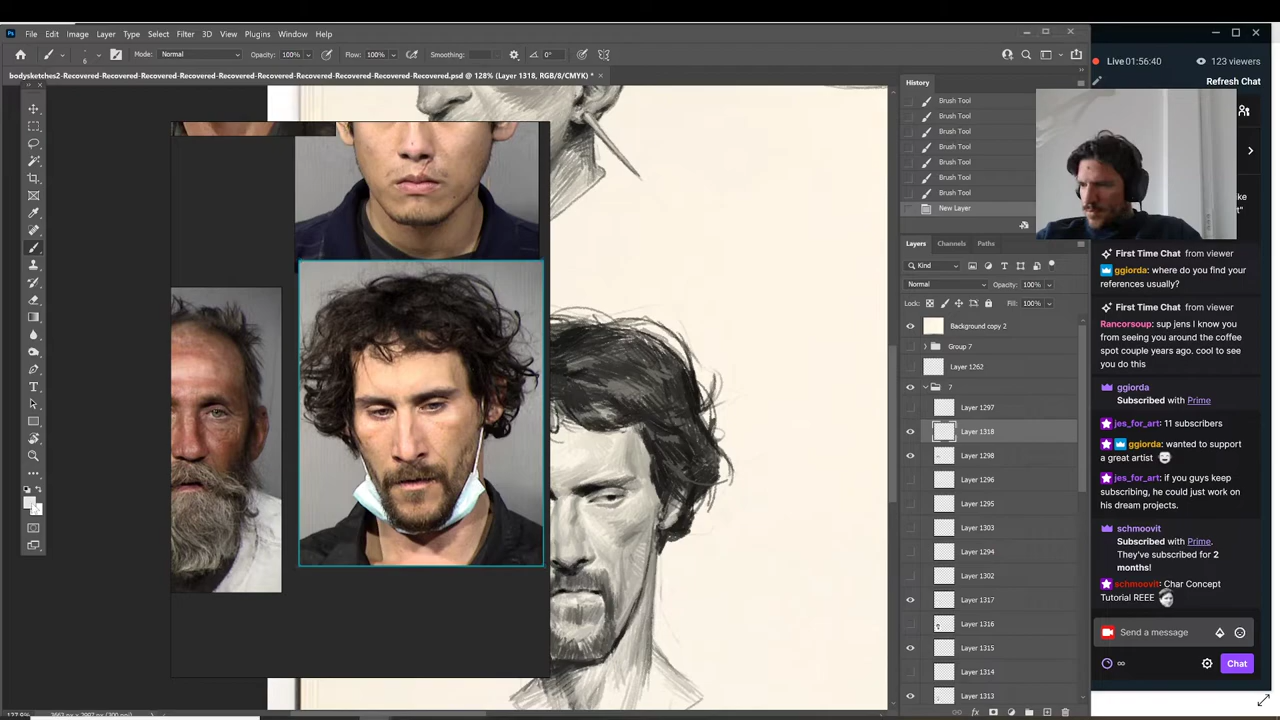 File Edit Image Layer Type Select Filter 3D View Plugins Window Help
Mode: Normal Opacity: 100% Flow: 100% Smoothing: 0°
6
bodysketches2-Recovered-Recovered-Recovered-Recovered-Recovered-Recovered-Recovered-Recovered-Recovered.psd @ 128% (Layer 1318, RGB/8/CMYK) *
History
Brush Tool
Brush Tool
Brush Tool
Brush Tool
Brush Tool
Brush Tool
Brush Tool
New Layer
Layers Channels Paths
Kind
Normal Opacity: 100%
Lock: Fill: 100%
Background copy 2
Group 7
Layer 1262
7
Layer 1297
Layer 1318
Layer 1298
Layer 1296
Layer 1295
Layer 1303
Layer 1294
Layer 1302
Layer 1317
Layer 1316
Layer 1315
Layer 1314
Layer 1313
Live 01:56:40 123 viewers
Refresh Chat
First Time Chat from viewer
ggiorda: where do you find your
references usually?
First Time Chat from viewer
Rancorsoup: sup jens I know you
from seeing you around the coffee
spot couple years ago. cool to see
you do this
ggiorda
Subscribed with Prime
jes_for_art: 11 subscribers
ggiorda: wanted to support
a great artist
jes_for_art: if you guys keep
subscribing, he could just work on
his dream projects.
schmoovit
Subscribed with Prime.
They've subscribed for 2
months!
schmoovit: Char Concept
Tutorial REEE
Send a message
∞ Chat